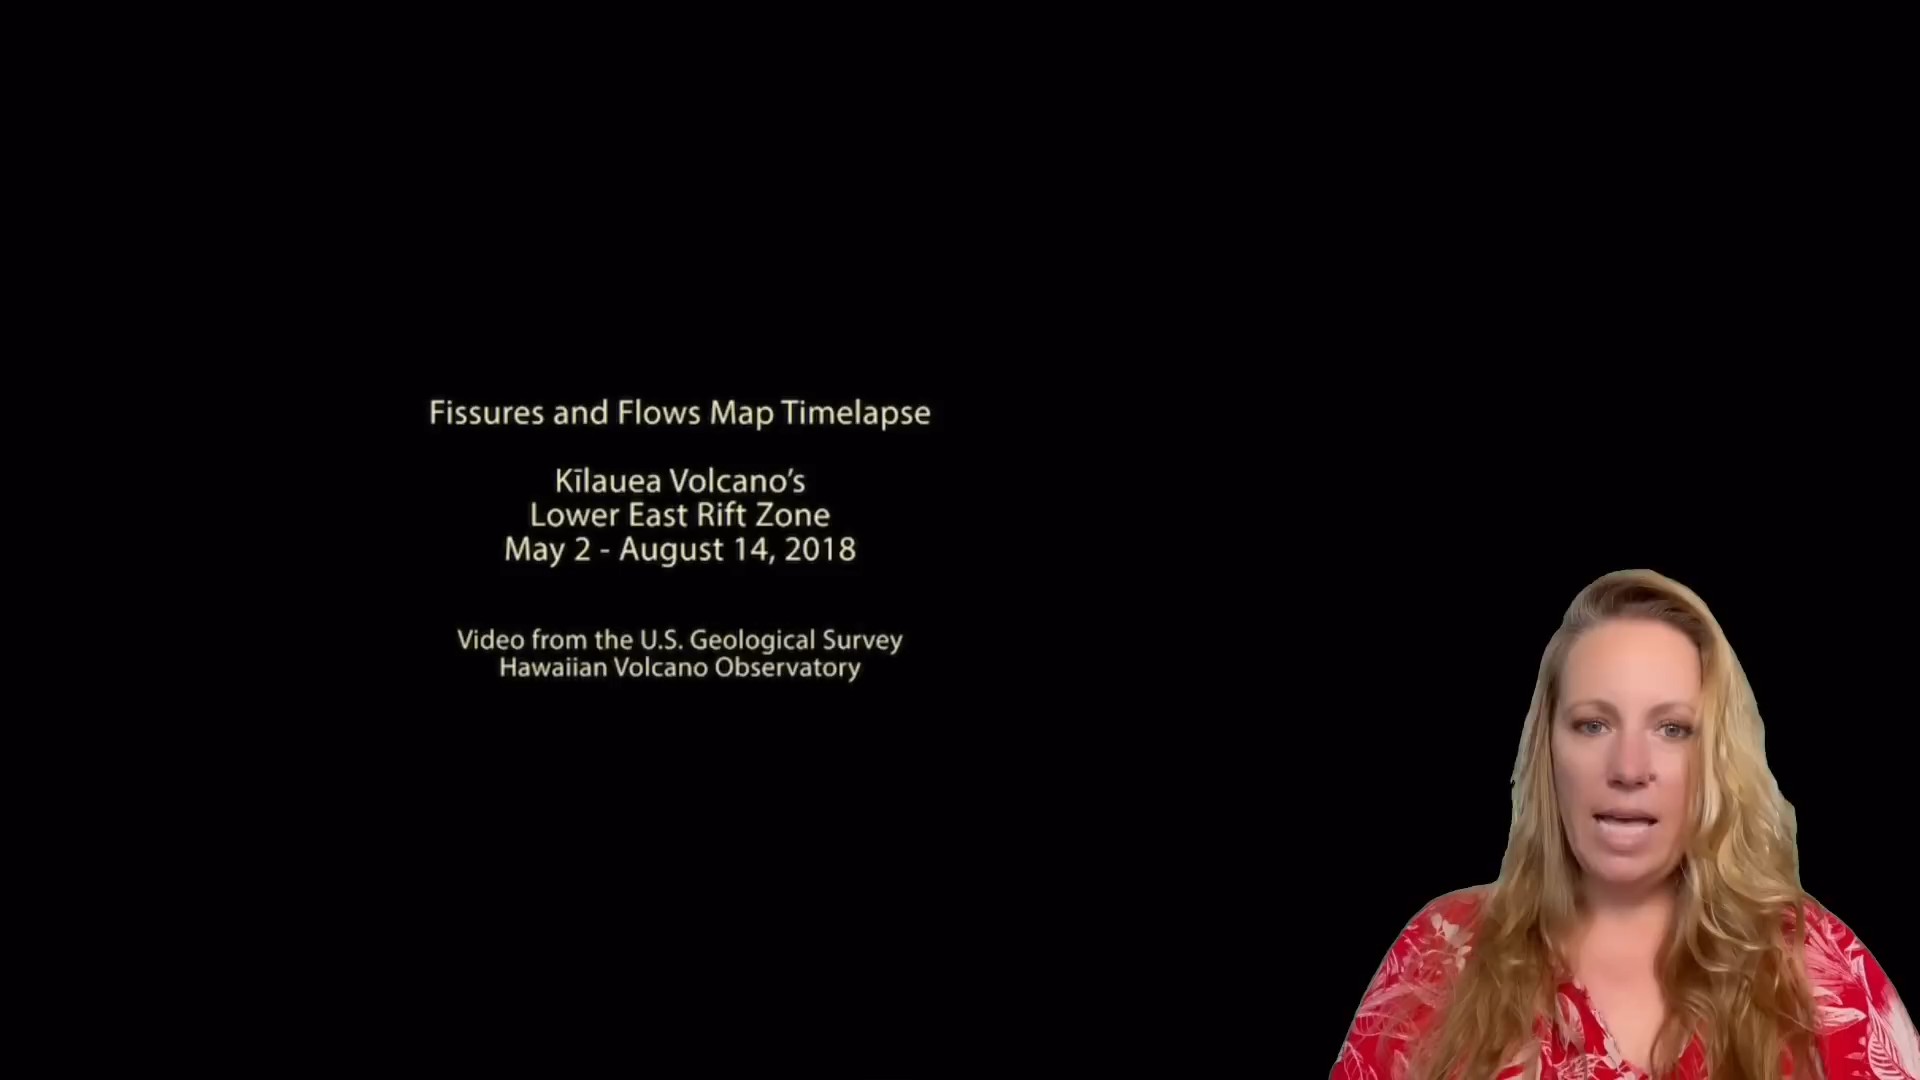 Fissures and Flows Map Timelapse
Kīlauea Volcano's
Lower East Rift Zone
May 2 - August 14, 2018
Video from the U.S. Geological Survey
Hawaiian Volcano Observatory